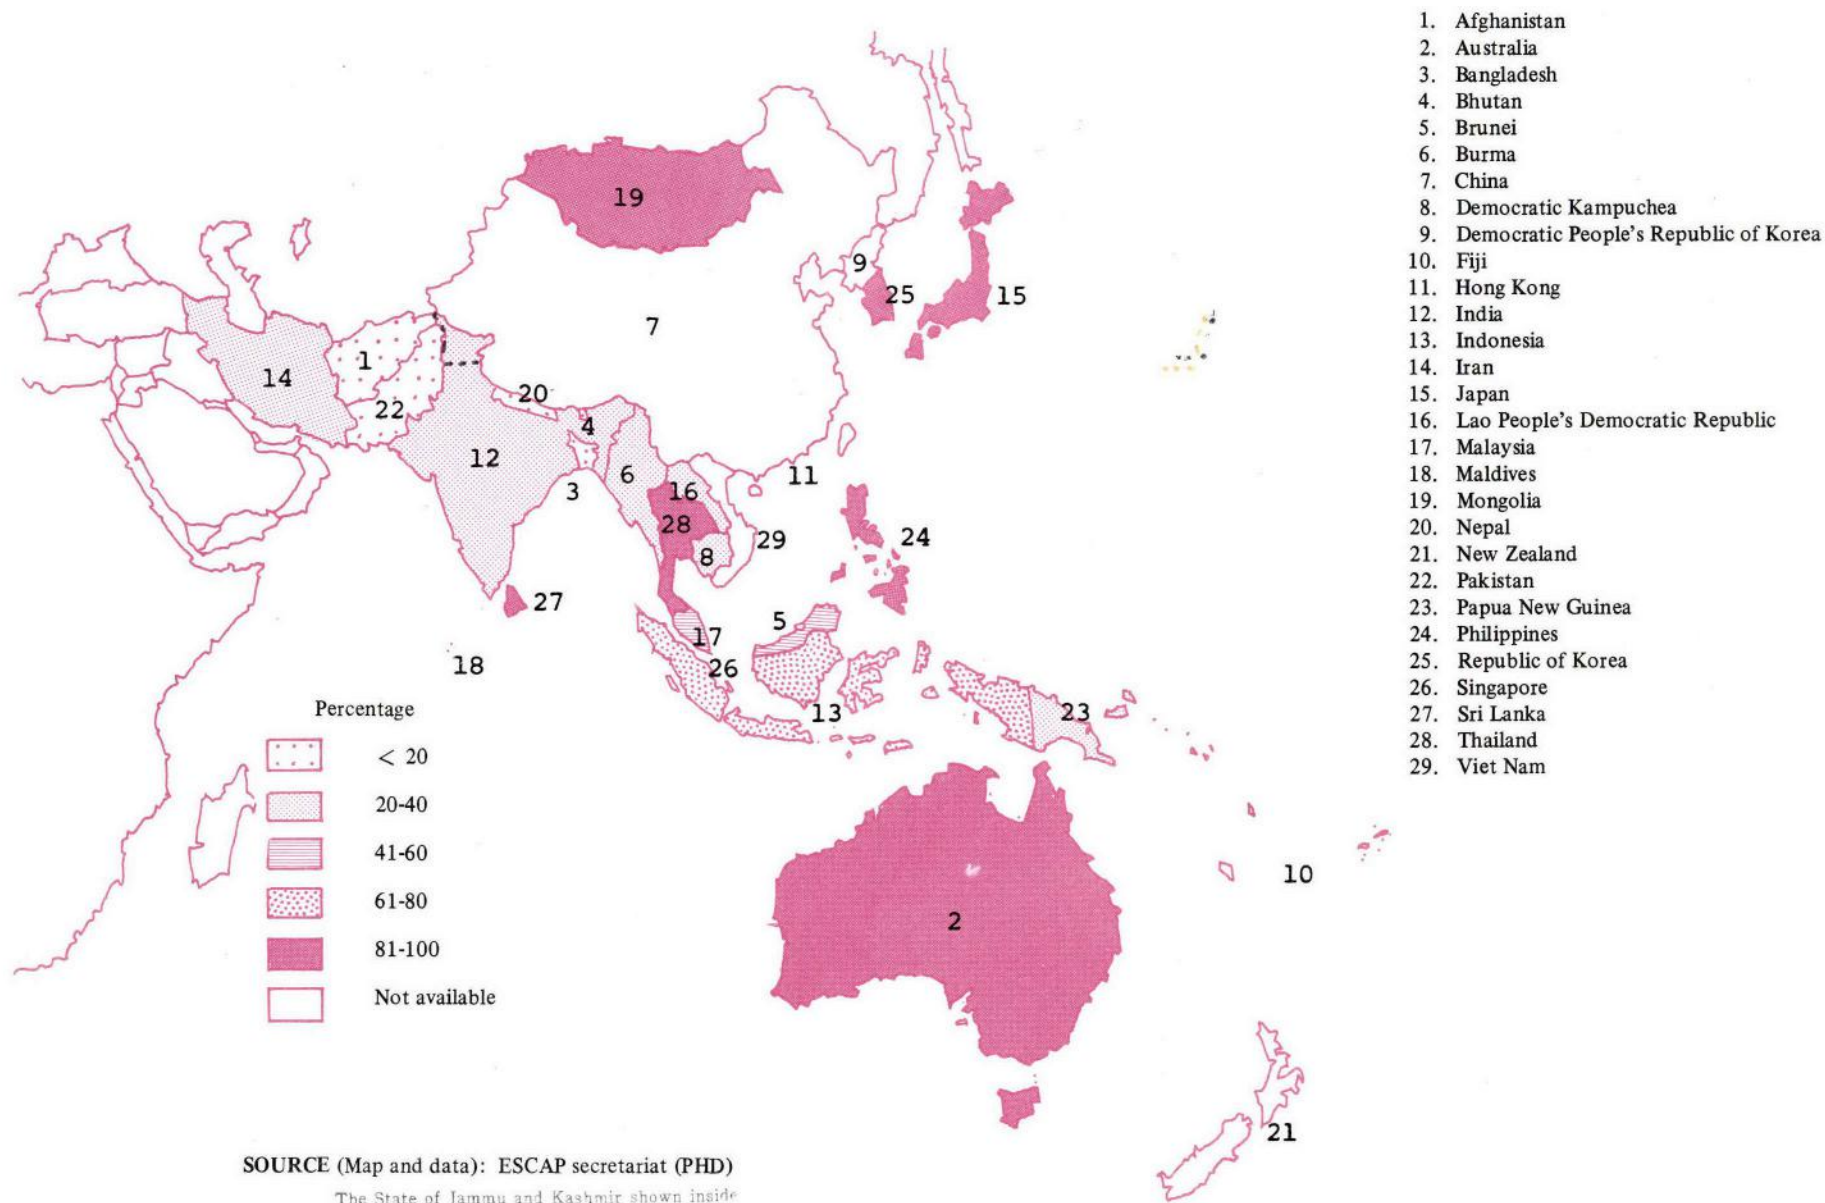 1. Afghanistan
2. Australia
3. Bangladesh
4. Bhutan
5. Brunei
6. Burma
7. China
8. Democratic Kampuchea
9. Democratic People's Republic of Korea
10. Fiji
11. Hong Kong
12. India
13. Indonesia
14. Iran
15. Japan
16. Lao People's Democratic Republic
17. Malaysia
18. Maldives
19. Mongolia
20. Nepal
21. New Zealand
22. Pakistan
23. Papua New Guinea
24. Philippines
25. Republic of Korea
26. Singapore
27. Sri Lanka
28. Thailand
29. Viet Nam
19
9
25
15
7
1
14
20
22
4
12
6
11
3
16
28
24
29
8
27
5
17
18
26
13
23
10
2
21
Percentage
< 20
20-40
41-60
61-80
81-100
Not available
SOURCE (Map and data): ESCAP secretariat (PHD)
The State of Jammu and Kashmir shown inside